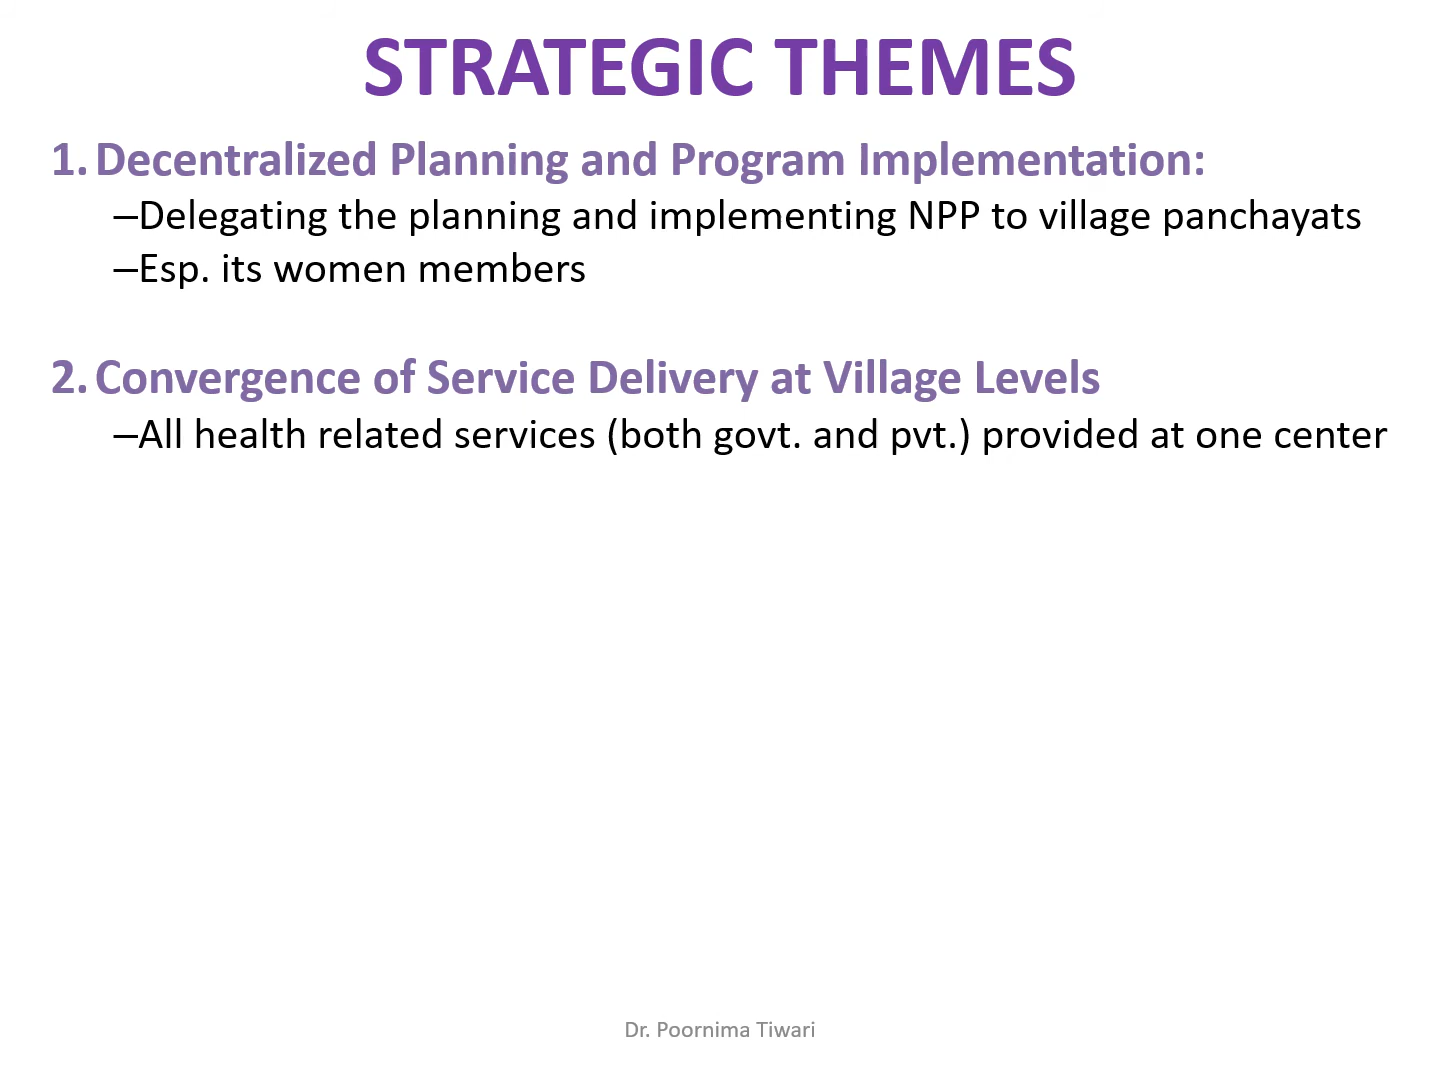 STRATEGIC THEMES
1. Decentralized Planning and Program Implementation:
–Delegating the planning and implementing NPP to village panchayats
–Esp. its women members
2. Convergence of Service Delivery at Village Levels
–All health related services (both govt. and pvt.) provided at one center
Dr. Poornima Tiwari